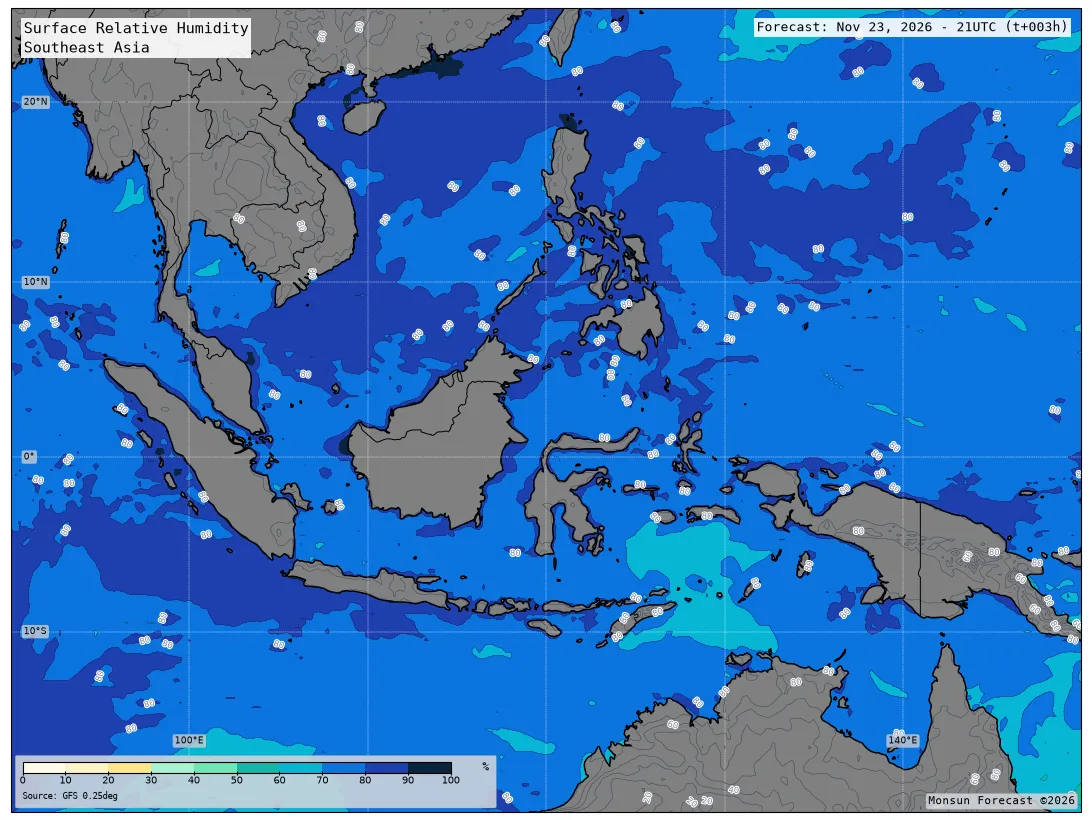 Surface Relative Humidity
Southeast Asia
Forecast: Nov 23, 2026 - 21UTC (t+003h)
20°N
10°N
0°
10°S
100°E
140°E
0 10 20 30 40 50 60 70 80 90 100
%
Source: GFS 0.25deg
Monsun Forecast ©2026